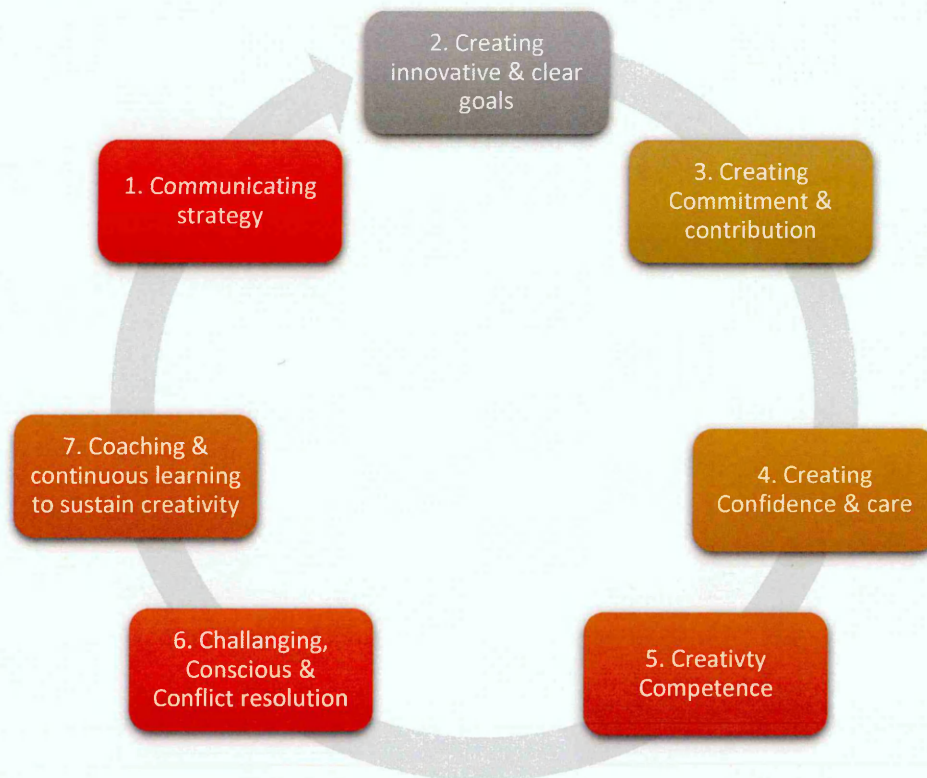 1. Communicating
strategy
2. Creating
innovative & clear
goals
3. Creating
Commitment &
contribution
4. Creating
Confidence & care
5. Creativty
Competence
6. Challanging,
Conscious &
Conflict resolution
7. Coaching &
continuous learning
to sustain creativity